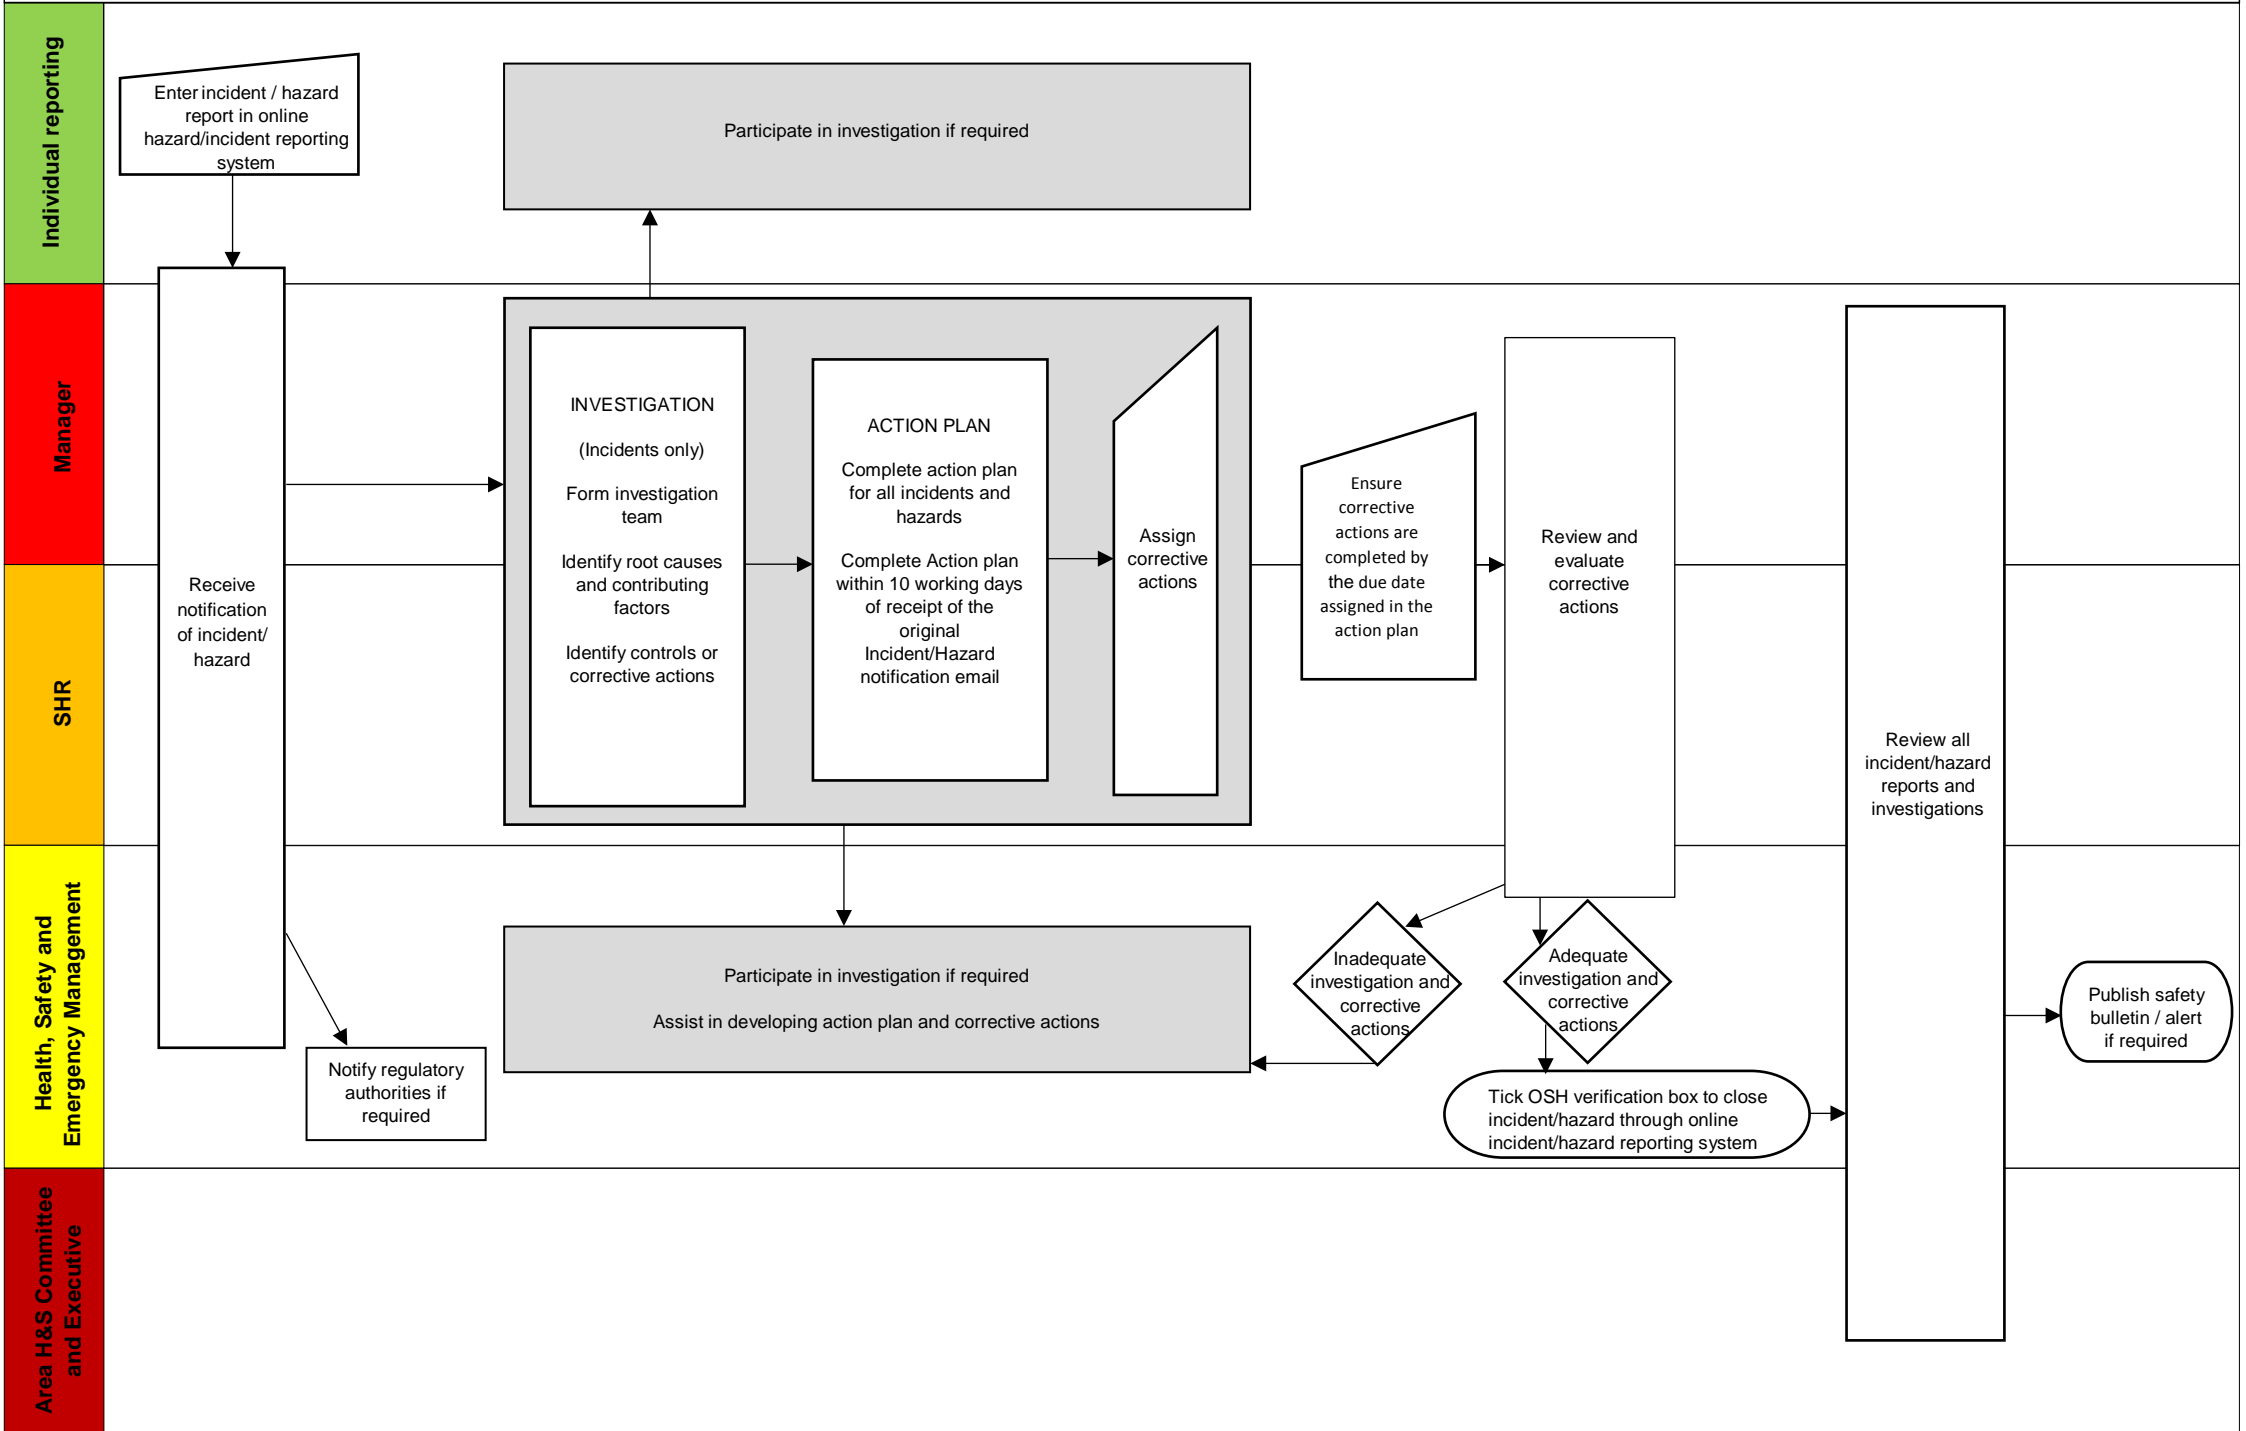 Individual reporting
Enter incident / hazard
report in online
hazard/incident reporting
system
Participate in investigation if required
Manager
SHR
Receive
notification
of incident/
hazard
INVESTIGATION
(Incidents only)
Form investigation
team
Identify root causes
and contributing
factors
Identify controls or
corrective actions
ACTION PLAN
Complete action plan
for all incidents and
hazards
Complete Action plan
within 10 working days
of receipt of the
original
Incident/Hazard
notification email
Assign
corrective
actions
Ensure
corrective
actions are
completed by
the due date
assigned in the
action plan
Review and
evaluate
corrective
actions
Review all
incident/hazard
reports and
investigations
Health, Safety and
Emergency Management
Notify regulatory
authorities if
required
Participate in investigation if required
Assist in developing action plan and corrective actions
Inadequate
investigation and
corrective
actions
Adequate
investigation and
corrective
actions
Tick OSH verification box to close
incident/hazard through online
incident/hazard reporting system
Publish safety
bulletin / alert
if required
Area H&S Committee
and Executive